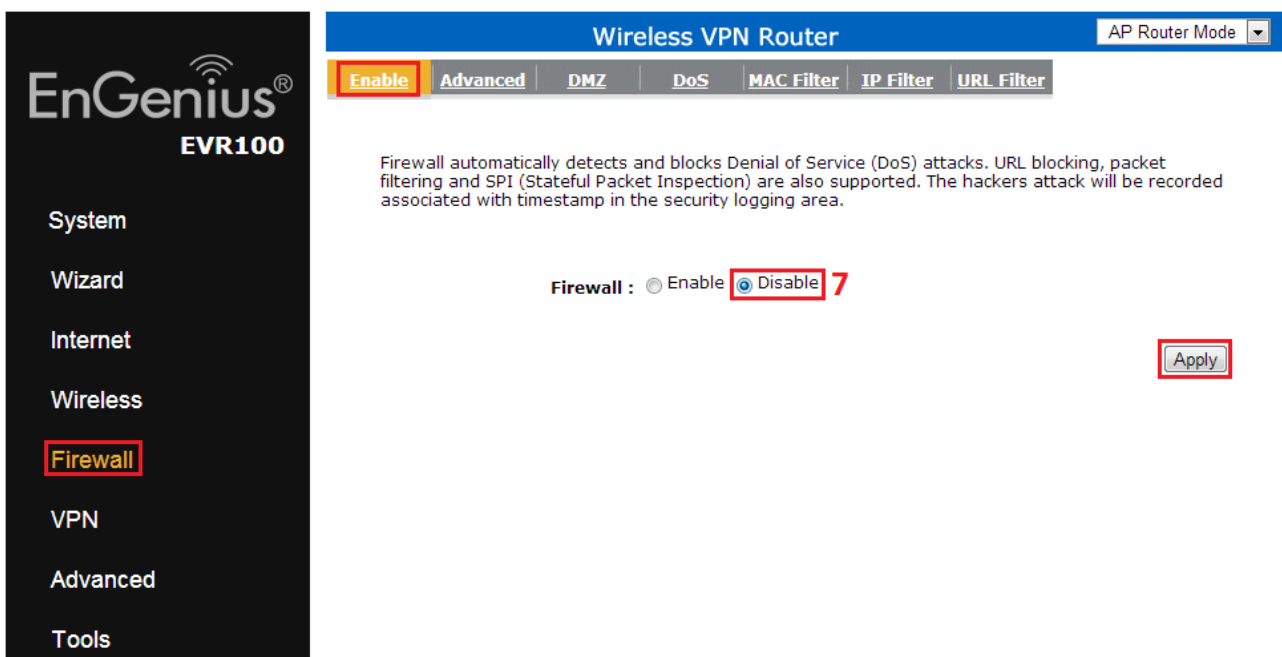 Wireless VPN Router
AP Router Mode
EnGenius®
EVR100
Enable Advanced DMZ DoS MAC Filter IP Filter URL Filter
Firewall automatically detects and blocks Denial of Service (DoS) attacks. URL blocking, packet
filtering and SPI (Stateful Packet Inspection) are also supported. The hackers attack will be recorded
associated with timestamp in the security logging area.
Firewall : Enable Disable 7
Apply
System
Wizard
Internet
Wireless
Firewall
VPN
Advanced
Tools